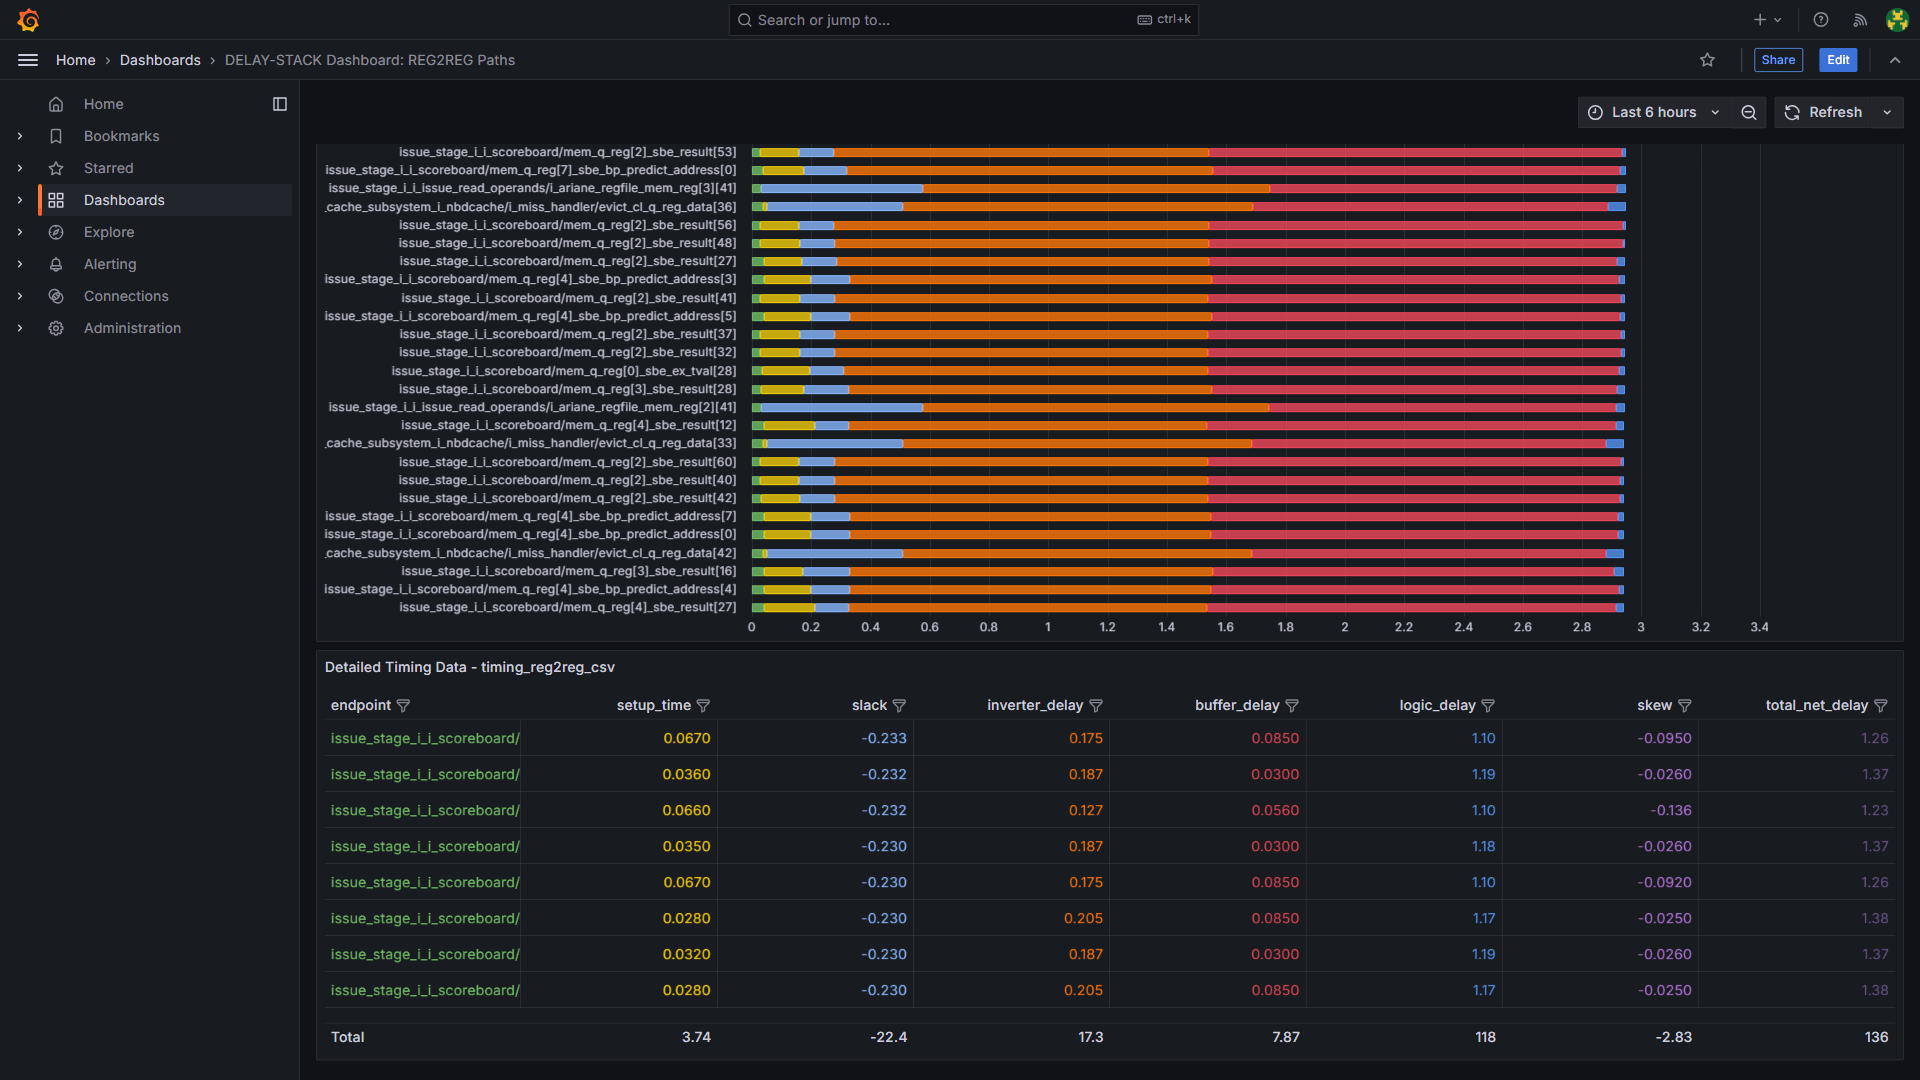 Search or jump to... ctrl+k
Home › Dashboards › DELAY-STACK Dashboard: REG2REG Paths
Share
Edit
Home
Bookmarks
Starred
Dashboards
Explore
Alerting
Connections
Administration
Last 6 hours
Refresh
issue_stage_i_i_scoreboard/mem_q_reg[2]_sbe_result[53]
issue_stage_i_i_scoreboard/mem_q_reg[7]_sbe_bp_predict_address[0]
issue_stage_i_i_issue_read_operands/i_ariane_regfile_mem_reg[3][41]
_cache_subsystem_i_nbdcache/i_miss_handler/evict_cl_q_reg_data[36]
issue_stage_i_i_scoreboard/mem_q_reg[2]_sbe_result[56]
issue_stage_i_i_scoreboard/mem_q_reg[2]_sbe_result[48]
issue_stage_i_i_scoreboard/mem_q_reg[2]_sbe_result[27]
issue_stage_i_i_scoreboard/mem_q_reg[4]_sbe_bp_predict_address[3]
issue_stage_i_i_scoreboard/mem_q_reg[2]_sbe_result[41]
issue_stage_i_i_scoreboard/mem_q_reg[4]_sbe_bp_predict_address[5]
issue_stage_i_i_scoreboard/mem_q_reg[2]_sbe_result[37]
issue_stage_i_i_scoreboard/mem_q_reg[2]_sbe_result[32]
issue_stage_i_i_scoreboard/mem_q_reg[0]_sbe_ex_tval[28]
issue_stage_i_i_scoreboard/mem_q_reg[3]_sbe_result[28]
issue_stage_i_i_issue_read_operands/i_ariane_regfile_mem_reg[2][41]
issue_stage_i_i_scoreboard/mem_q_reg[4]_sbe_result[12]
_cache_subsystem_i_nbdcache/i_miss_handler/evict_cl_q_reg_data[33]
issue_stage_i_i_scoreboard/mem_q_reg[2]_sbe_result[60]
issue_stage_i_i_scoreboard/mem_q_reg[2]_sbe_result[40]
issue_stage_i_i_scoreboard/mem_q_reg[2]_sbe_result[42]
issue_stage_i_i_scoreboard/mem_q_reg[4]_sbe_bp_predict_address[7]
issue_stage_i_i_scoreboard/mem_q_reg[4]_sbe_bp_predict_address[0]
_cache_subsystem_i_nbdcache/i_miss_handler/evict_cl_q_reg_data[42]
issue_stage_i_i_scoreboard/mem_q_reg[3]_sbe_result[16]
issue_stage_i_i_scoreboard/mem_q_reg[4]_sbe_bp_predict_address[4]
issue_stage_i_i_scoreboard/mem_q_reg[4]_sbe_result[27]
0 0.2 0.4 0.6 0.8 1 1.2 1.4 1.6 1.8 2 2.2 2.4 2.6 2.8 3 3.2 3.4
Detailed Timing Data - timing_reg2reg_csv
endpoint setup_time slack inverter_delay buffer_delay logic_delay skew total_net_delay
issue_stage_i_i_scoreboard/ 0.0670 -0.233 0.175 0.0850 1.10 -0.0950 1.26
issue_stage_i_i_scoreboard/ 0.0360 -0.232 0.187 0.0300 1.19 -0.0260 1.37
issue_stage_i_i_scoreboard/ 0.0660 -0.232 0.127 0.0560 1.10 -0.136 1.23
issue_stage_i_i_scoreboard/ 0.0350 -0.230 0.187 0.0300 1.18 -0.0260 1.37
issue_stage_i_i_scoreboard/ 0.0670 -0.230 0.175 0.0850 1.10 -0.0920 1.26
issue_stage_i_i_scoreboard/ 0.0280 -0.230 0.205 0.0850 1.17 -0.0250 1.38
issue_stage_i_i_scoreboard/ 0.0320 -0.230 0.187 0.0300 1.19 -0.0260 1.37
issue_stage_i_i_scoreboard/ 0.0280 -0.230 0.205 0.0850 1.17 -0.0250 1.38
Total 3.74 -22.4 17.3 7.87 118 -2.83 136